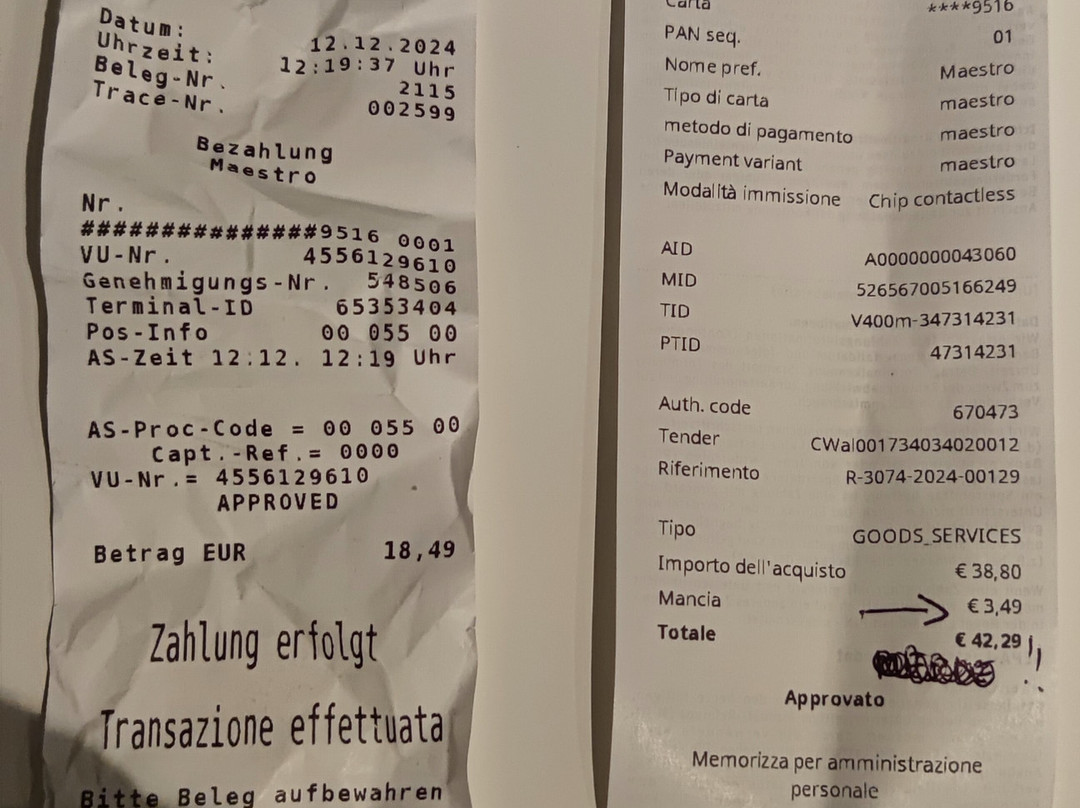 Datum: 12.12.2024
Uhrzeit: 12:19:37 Uhr
Beleg-Nr. 2115
Trace-Nr. 002599
Bezahlung
Maestro
Nr.
###############9516 0001
VU-Nr. 4556129610
Genehmigungs-Nr. 548506
Terminal-ID 65353404
Pos-Info 00 055 00
AS-Zeit 12.12. 12:19 Uhr
AS-Proc-Code = 00 055 00
Capt.-Ref.= 0000
VU-Nr.= 4556129610
APPROVED
Betrag EUR 18,49
Zahlung erfolgt
Transazione effettuata
Bitte Beleg aufbewahren
Carta ****9516
PAN seq. 01
Nome pref. Maestro
Tipo di carta maestro
metodo di pagamento maestro
Payment variant maestro
Modalità immissione Chip contactless
AID A0000000043060
MID 526567005166249
TID V400m-347314231
PTID 47314231
Auth. code 670473
Tender CWal001734034020012
Riferimento R-3074-2024-00129
Tipo GOODS_SERVICES
Importo dell'acquisto € 38,80
Mancia € 3,49
Totale € 42,29 !!
Approvato
Memorizza per amministrazione
personale